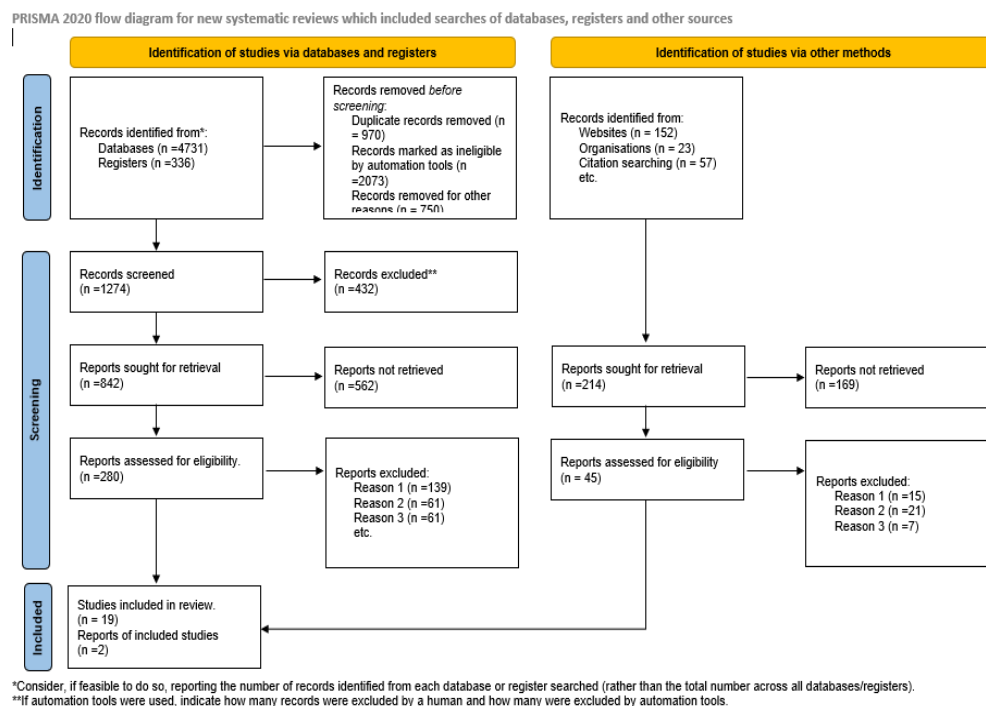 PRISMA 2020 flow diagram for new systematic reviews which included searches of databases, registers and other sources
Identification of studies via databases and registers
Identification of studies via other methods
Identification
Records identified from*:
Databases (n =4731)
Registers (n =336)
Records removed before
screening:
Duplicate records removed (n
= 970)
Records marked as ineligible
by automation tools (n
=2073)
Records removed for other
reasons (n = 750)
Records identified from:
Websites (n = 152)
Organisations (n = 23)
Citation searching (n = 57)
etc.
Screening
Records screened
(n =1274)
Records excluded**
(n =432)
Reports sought for retrieval
(n =842)
Reports not retrieved
(n =562)
Reports sought for retrieval
(n =214)
Reports not retrieved
(n =169)
Reports assessed for eligibility.
(n =280)
Reports excluded:
Reason 1 (n =139)
Reason 2 (n =61)
Reason 3 (n =61)
etc.
Reports assessed for eligibility
(n = 45)
Reports excluded:
Reason 1 (n =15)
Reason 2 (n =21)
Reason 3 (n =7)
Included
Studies included in review.
(n = 19)
Reports of included studies
(n =2)
*Consider, if feasible to do so, reporting the number of records identified from each database or register searched (rather than the total number across all databases/registers).
**If automation tools were used, indicate how many records were excluded by a human and how many were excluded by automation tools.